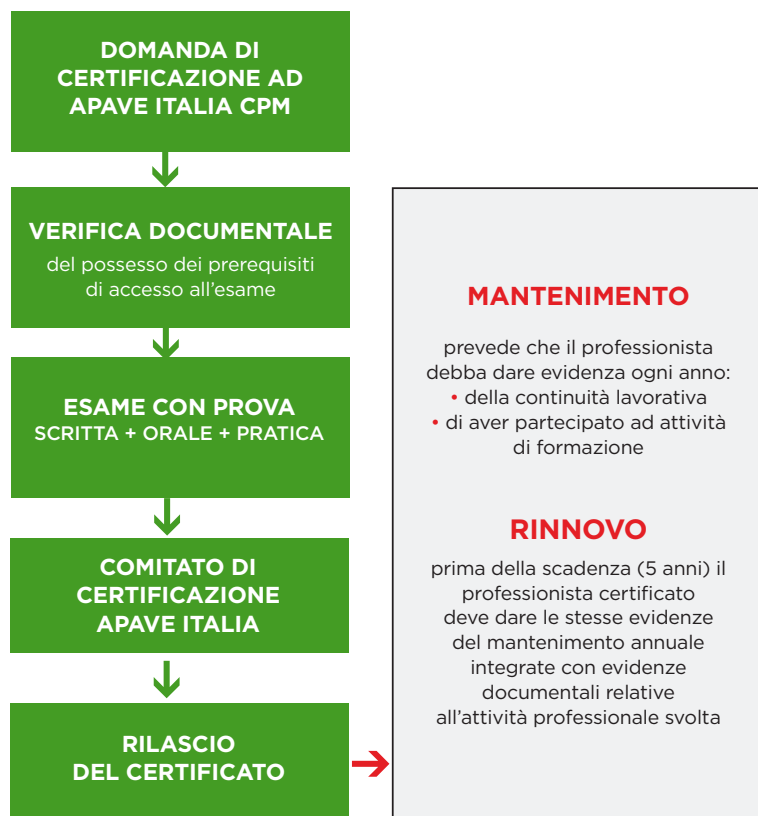 DOMANDA DI
CERTIFICAZIONE AD
APAVE ITALIA CPM
VERIFICA DOCUMENTALE
del possesso dei prerequisiti
di accesso all’esame
ESAME CON PROVA
SCRITTA + ORALE + PRATICA
COMITATO DI
CERTIFICAZIONE
APAVE ITALIA
RILASCIO
DEL CERTIFICATO
MANTENIMENTO
prevede che il professionista
debba dare evidenza ogni anno:
• della continuità lavorativa
• di aver partecipato ad attività
di formazione
RINNOVO
prima della scadenza (5 anni) il
professionista certificato
deve dare le stesse evidenze
del mantenimento annuale
integrate con evidenze
documentali relative
all’attività professionale svolta